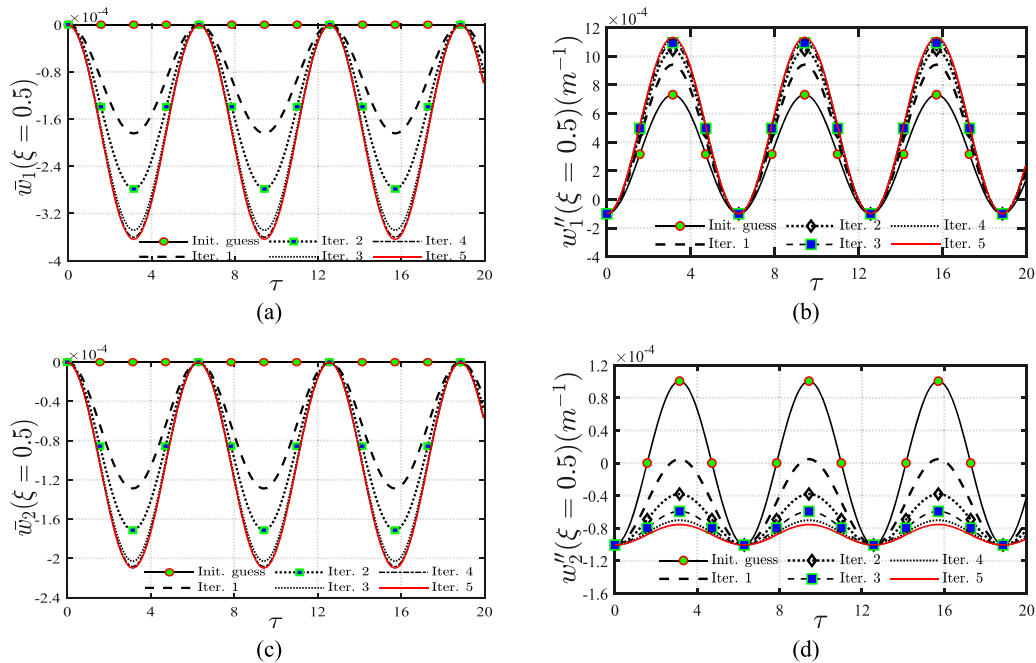 ×10⁻⁴
0
-0.8
-1.6
-2.4
-3.2
-4
w̄₁(ξ = 0.5)
Init. guess Iter. 2 Iter. 4
Iter. 1 Iter. 3 Iter. 5
0 4 8 12 16 20
τ
(a)
×10⁻⁴
12
10
8
6
4
2
0
-2
-4
w₁″(ξ = 0.5)(m⁻¹)
Init. guess Iter. 2 Iter. 4
Iter. 1 Iter. 3 Iter. 5
0 4 8 12 16 20
τ
(b)
×10⁻⁴
0
-0.4
-0.8
-1.2
-1.6
-2
-2.4
w̄₂(ξ = 0.5)
Init. guess Iter. 2 Iter. 4
Iter. 1 Iter. 3 Iter. 5
0 4 8 12 16 20
τ
(c)
×10⁻⁴
1.2
0.8
0.4
0
-0.4
-0.8
-1.2
-1.6
w₂″(ξ = 0.5)(m⁻¹)
Init. guess Iter. 2 Iter. 4
Iter. 1 Iter. 3 Iter. 5
0 4 8 12 16 20
τ
(d)